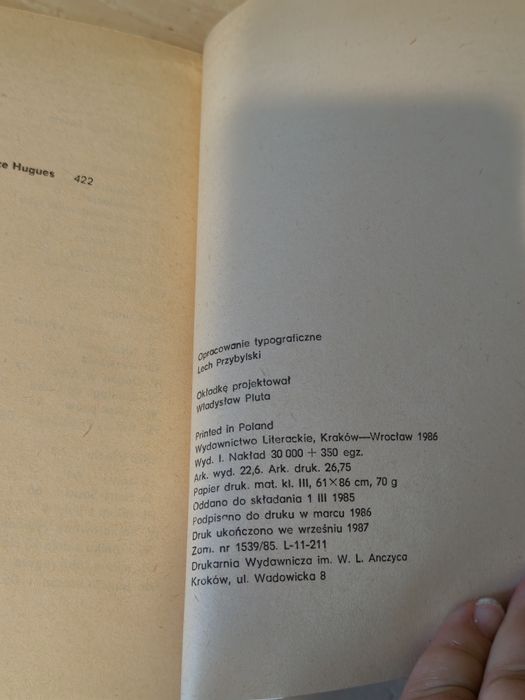 Hugues 422
Opracowanie typograficzne
Lech Przybylski
Okładkę projektował
Władysław Pluta
Printed in Poland
Wydawnictwo Literackie, Kraków—Wrocław 1986
Wyd. I. Nakład 30 000 + 350 egz.
Ark. wyd. 22,6. Ark. druk. 26,75
Papier druk. mat. kl. III, 61×86 cm, 70 g
Oddano do składania 1 III 1985
Podpisano do druku w marcu 1986
Druk ukończono we wrześniu 1987
Zam. nr 1539/85. L-11-211
Drukarnia Wydawnicza im. W. L. Anczyca
Kraków, ul. Wadowicka 8